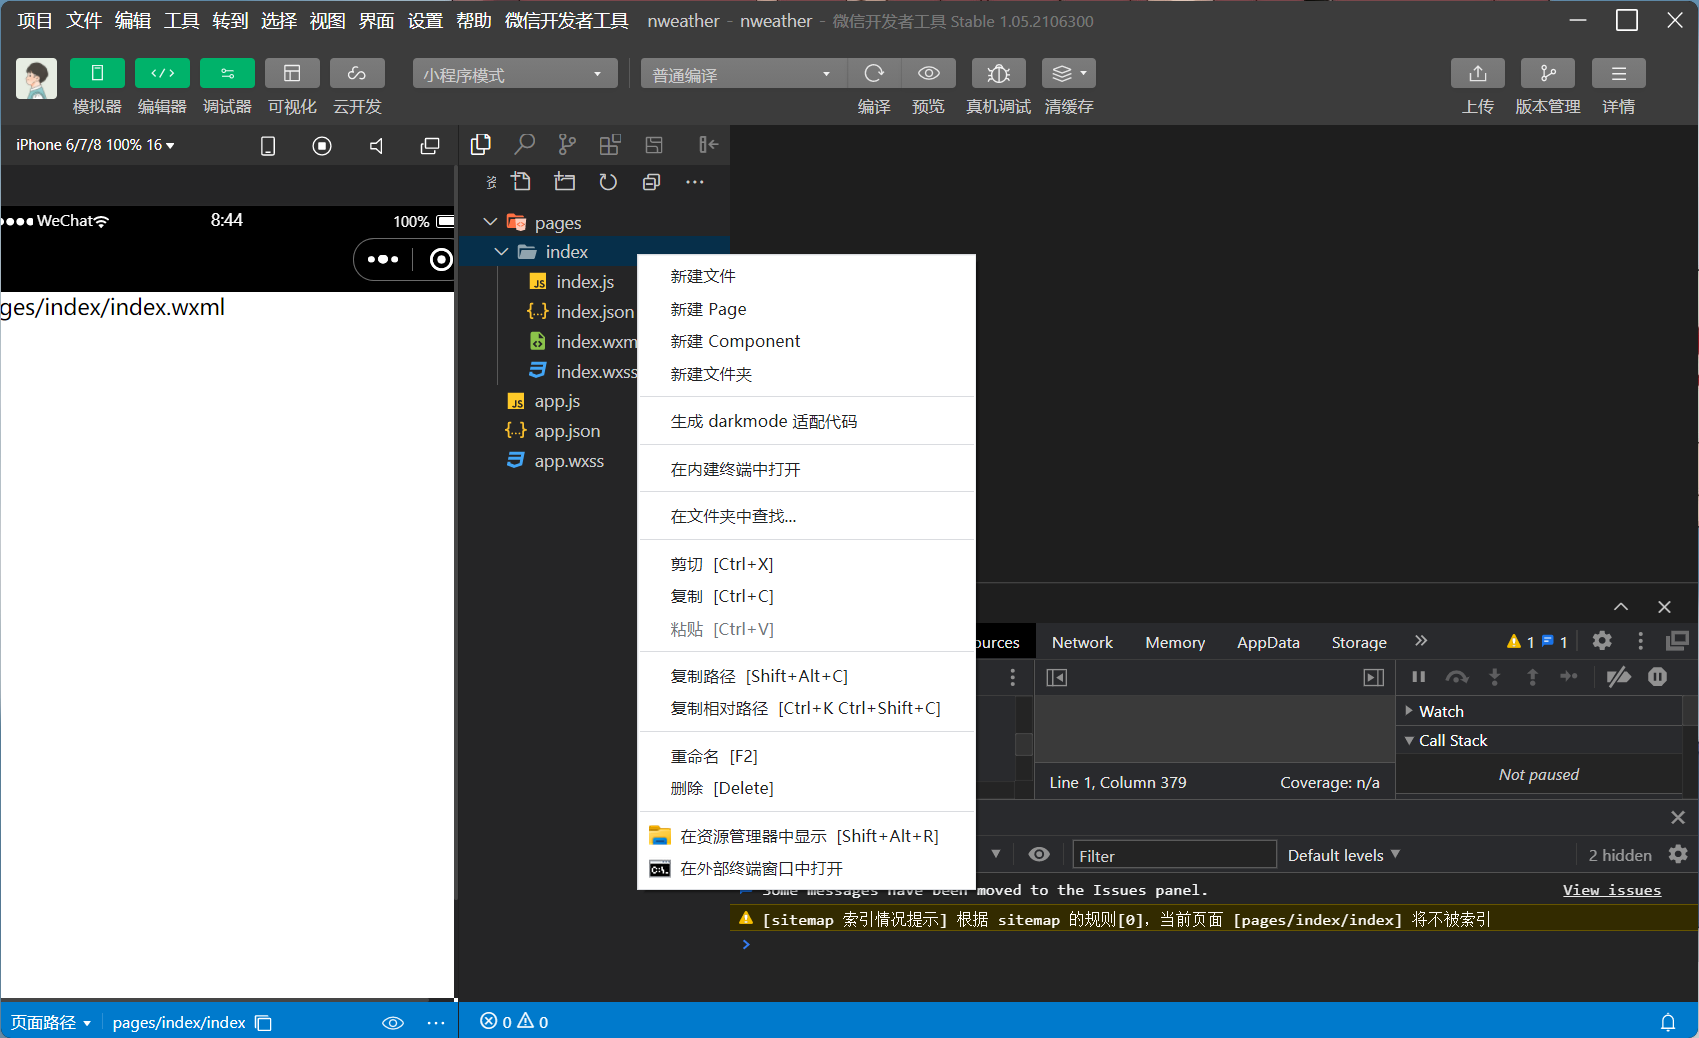 项目 文件 编辑 工具 转到 选择 视图 界面 设置 帮助 微信开发者工具 nweather - nweather - 微信开发者工具 Stable 1.05.2106300
小程序模式 普通编译
模拟器 编辑器 调试器 可视化 云开发 编译 预览 真机调试 清缓存 上传 版本管理 详情
iPhone 6/7/8 100% 16
WeChat 8:44 100%
ges/index/index.wxml
pages
index
index.js
index.json
index.wxm
index.wxss
app.js
app.json
app.wxss
新建文件
新建 Page
新建 Component
新建文件夹
生成 darkmode 适配代码
在内建终端中打开
在文件夹中查找...
剪切 [Ctrl+X]
复制 [Ctrl+C]
粘贴 [Ctrl+V]
复制路径 [Shift+Alt+C]
复制相对路径 [Ctrl+K Ctrl+Shift+C]
重命名 [F2]
删除 [Delete]
在资源管理器中显示 [Shift+Alt+R]
在外部终端窗口中打开
ources Network Memory AppData Storage 1 1
Watch
Call Stack
Not paused
Line 1, Column 379 Coverage: n/a
Filter Default levels 2 hidden
Some messages have been moved to the Issues panel. View issues
[sitemap 索引情况提示] 根据 sitemap 的规则[0]，当前页面 [pages/index/index] 将不被索引
页面路径 pages/index/index 0 0